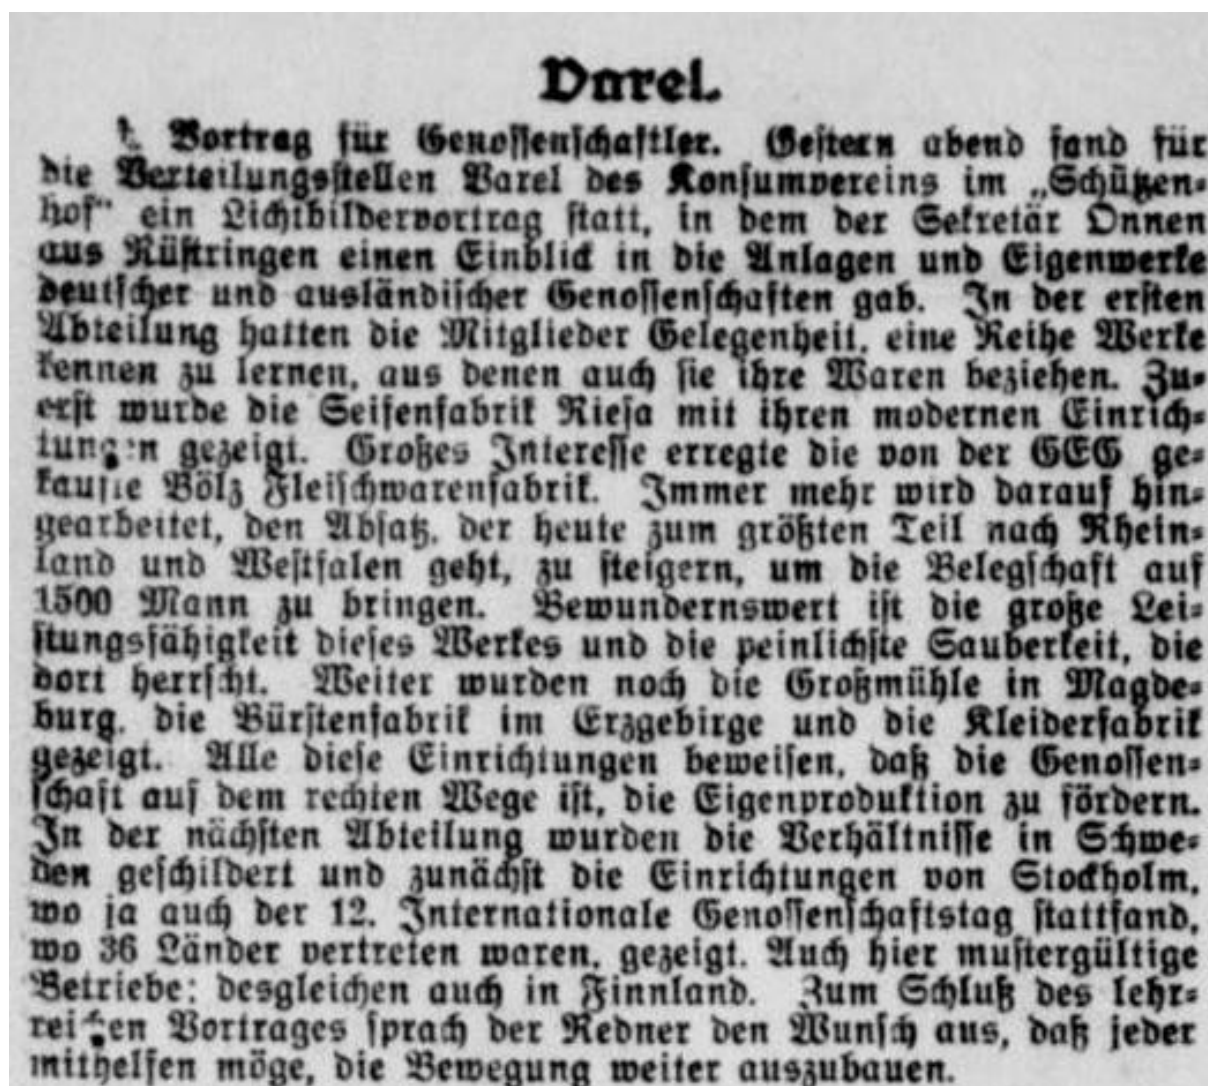 Varel.
t. Vortrag für Genossenschaftler. Gestern abend fand für
die Verteilungsstellen Varel des Konsumvereins im „Schützen-
hof“ ein Lichtbildervortrag statt, in dem der Sekretär Onnen
aus Rüstringen einen Einblick in die Anlagen und Eigenwerke
deutscher und ausländischer Genossenschaften gab. In der ersten
Abteilung hatten die Mitglieder Gelegenheit, eine Reihe Werke
kennen zu lernen, aus denen auch sie ihre Waren beziehen. Zu-
erst wurde die Seifenfabrik Riesa mit ihren modernen Einrich-
tungen gezeigt. Großes Interesse erregte die von der GEG ge-
kaufte Bölz Fleischwarenfabrik. Immer mehr wird darauf hin-
gearbeitet, den Absatz, der heute zum größten Teil nach Rhein-
land und Westfalen geht, zu steigern, um die Belegschaft auf
1500 Mann zu bringen. Bewundernswert ist die große Lei-
stungsfähigkeit dieses Werkes und die peinlichste Sauberkeit, die
dort herrscht. Weiter wurden noch die Großmühle in Magde-
burg, die Bürstenfabrik im Erzgebirge und die Kleiderfabrik
gezeigt. Alle diese Einrichtungen beweisen, daß die Genossen-
schaft auf dem rechten Wege ist, die Eigenproduktion zu fördern.
In der nächsten Abteilung wurden die Verhältnisse in Schwe-
den geschildert und zunächst die Einrichtungen von Stockholm,
wo ja auch der 12. Internationale Genossenschaftstag stattfand,
wo 36 Länder vertreten waren, gezeigt. Auch hier mustergültige
Betriebe; desgleichen auch in Finnland. Zum Schluß des lehr-
reichen Vortrages sprach der Redner den Wunsch aus, daß jeder
mithelfen möge, die Bewegung weiter auszubauen.